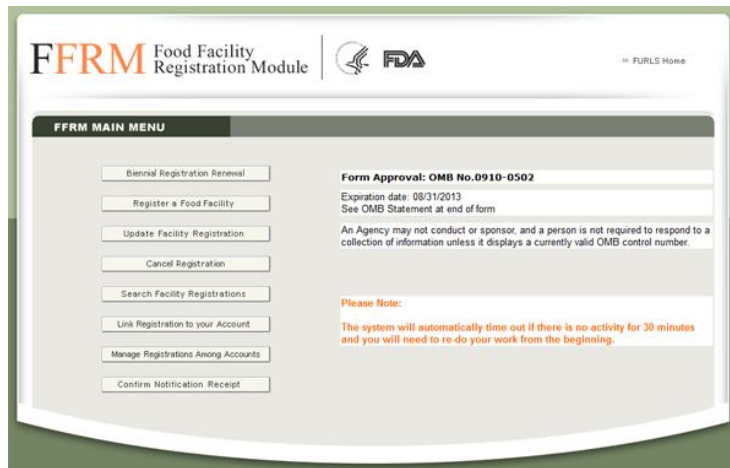 FFRM Food Facility
Registration Module
FDA
›› FURLS Home
FFRM MAIN MENU
Biennial Registration Renewal
Register a Food Facility
Update Facility Registration
Cancel Registration
Search Facility Registrations
Link Registration to your Account
Manage Registrations Among Accounts
Confirm Notification Receipt
Form Approval: OMB No.0910-0502
Expiration date: 08/31/2013
See OMB Statement at end of form
An Agency may not conduct or sponsor, and a person is not required to respond to a
collection of information unless it displays a currently valid OMB control number.
Please Note:
The system will automatically time out if there is no activity for 30 minutes
and you will need to re-do your work from the beginning.